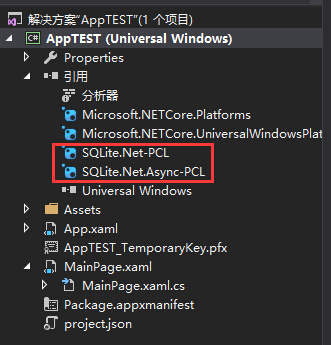 解决方案"AppTEST"(1 个项目)
C# AppTEST (Universal Windows)
Properties
引用
分析器
Microsoft.NETCore.Platforms
Microsoft.NETCore.UniversalWindowsPlat
SQLite.Net-PCL
SQLite.Net.Async-PCL
Universal Windows
Assets
App.xaml
AppTEST_TemporaryKey.pfx
MainPage.xaml
MainPage.xaml.cs
Package.appxmanifest
project.json